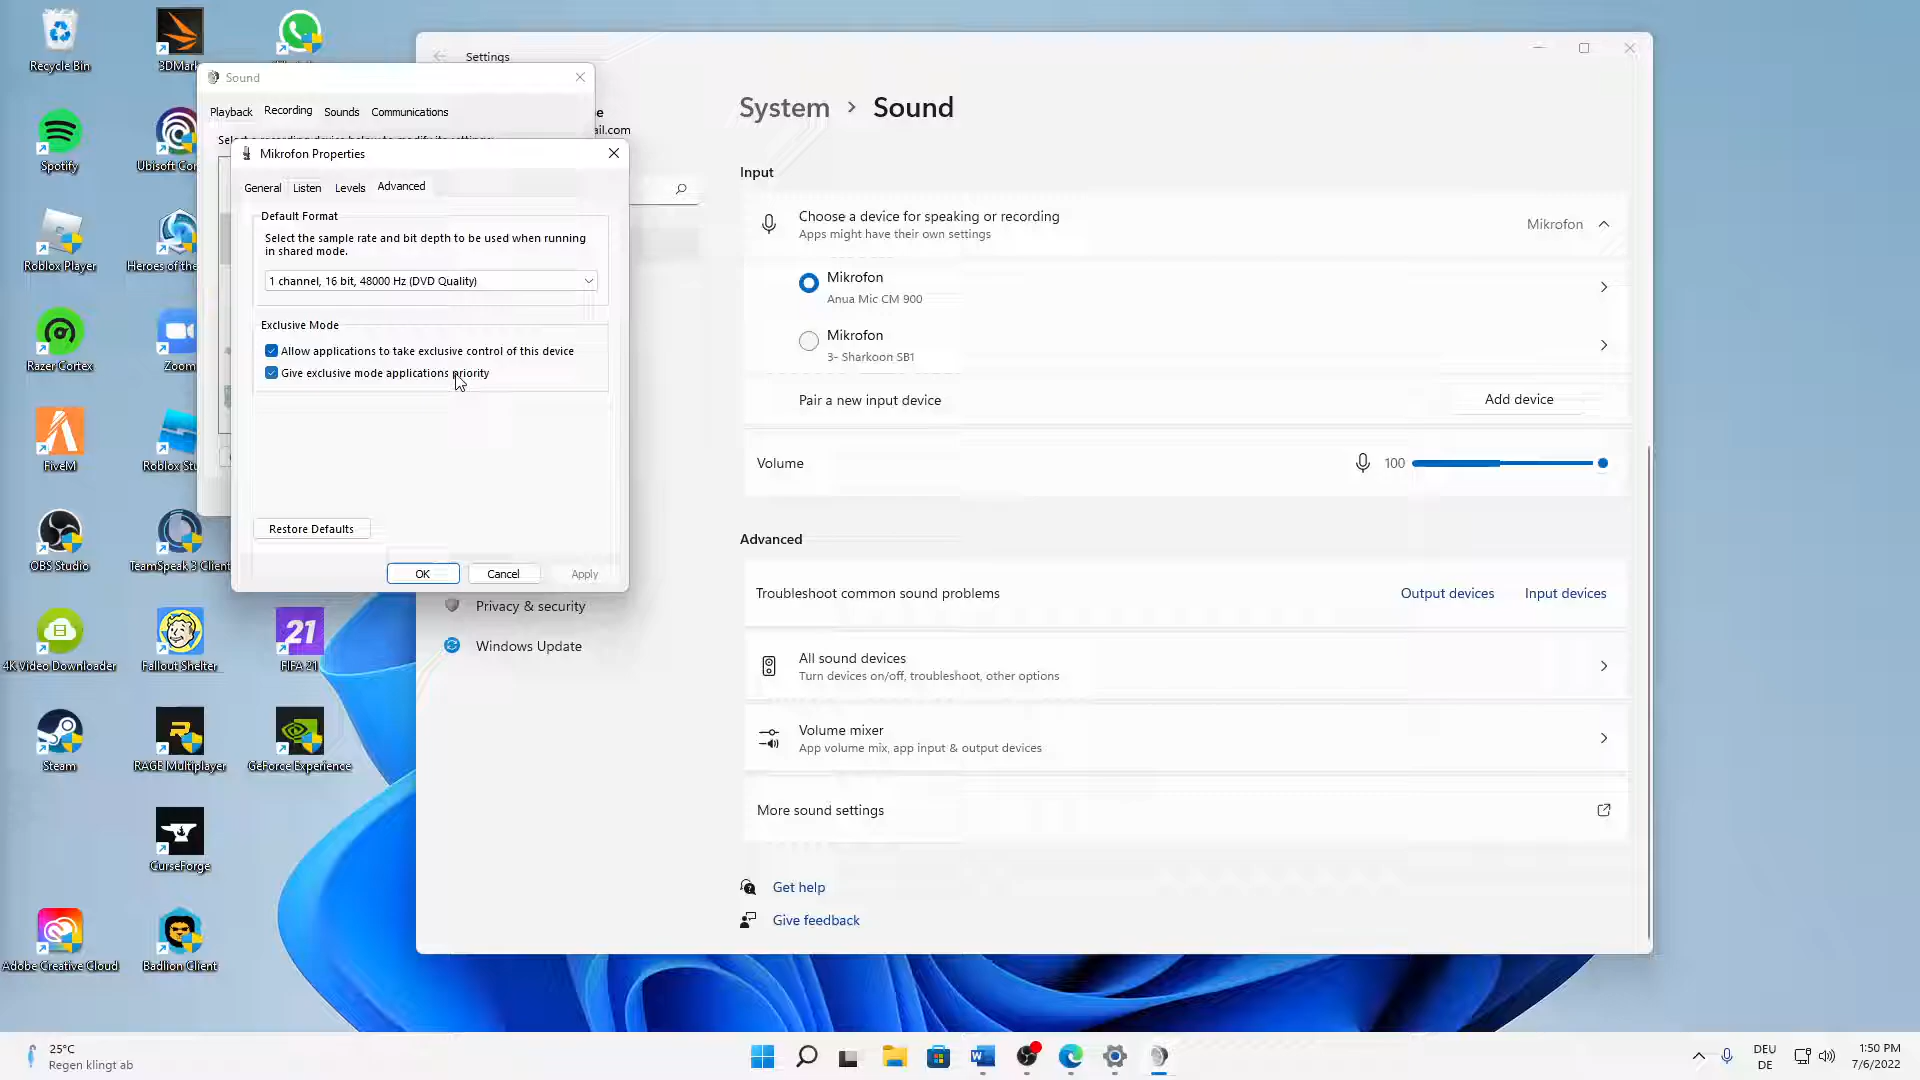 Recycle Bin
3DMark
Spotify
Ubisoft Con
Roblox Player
Heroes of the
Razer Cortex
Zoom
FiveM
Roblox Stu
OBS Studio
TeamSpeak 3 Client
4K Video Downloader
Fallout Shelter
FIFA 21
Steam
RAGE Multiplayer
GeForce Experience
CurseForge
Adobe Creative Cloud
Badlion Client
Sound
Playback
Recording
Sounds
Communications
Select a recording device below to modify its settings:
Mikrofon Properties
General
Listen
Levels
Advanced
Default Format
Select the sample rate and bit depth to be used when running
in shared mode.
1 channel, 16 bit, 48000 Hz (DVD Quality)
Exclusive Mode
Allow applications to take exclusive control of this device
Give exclusive mode applications priority
Restore Defaults
OK
Cancel
Apply
Settings
e
ail.com
Privacy & security
Windows Update
System > Sound
Input
Choose a device for speaking or recording
Apps might have their own settings
Mikrofon
Mikrofon
Anua Mic CM 900
Mikrofon
3- Sharkoon SB1
Pair a new input device
Add device
Volume
100
Advanced
Troubleshoot common sound problems
Output devices
Input devices
All sound devices
Turn devices on/off, troubleshoot, other options
Volume mixer
App volume mix, app input & output devices
More sound settings
Get help
Give feedback
25°C
Regen klingt ab
DEU
DE
1:50 PM
7/6/2022